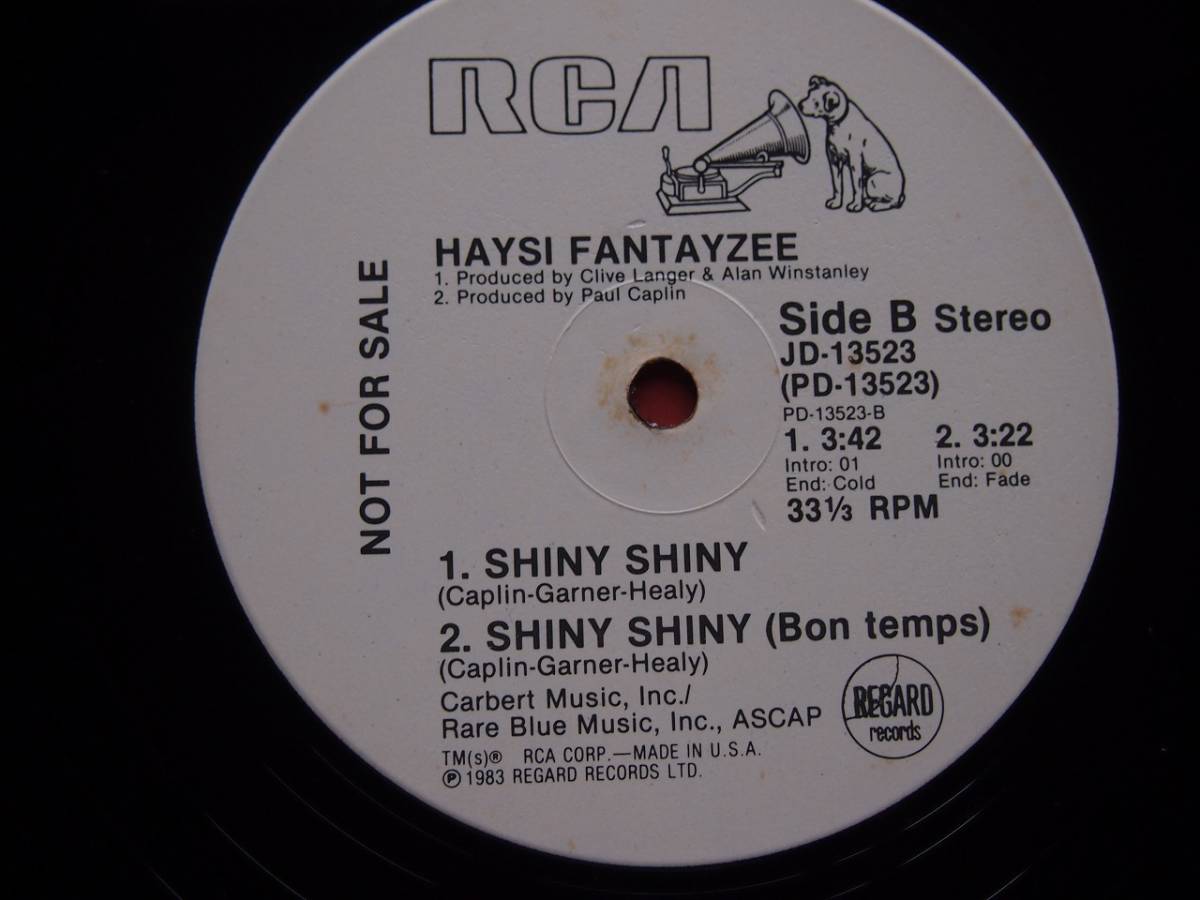 RCA
HAYSI FANTAYZEE
1. Produced by Clive Langer & Alan Winstanley
2. Produced by Paul Caplin
NOT FOR SALE
Side B Stereo
JD-13523
(PD-13523)
PD-13523-B
1. 3:42 2. 3:22
Intro: 01 Intro: 00
End: Cold End: Fade
33 1/3 RPM
1. SHINY SHINY
(Caplin-Garner-Healy)
2. SHINY SHINY (Bon temps)
(Caplin-Garner-Healy)
Carbert Music, Inc./
Rare Blue Music, Inc., ASCAP
REGARD
records
TM(s)® RCA CORP.—MADE IN U.S.A.
℗ 1983 REGARD RECORDS LTD.